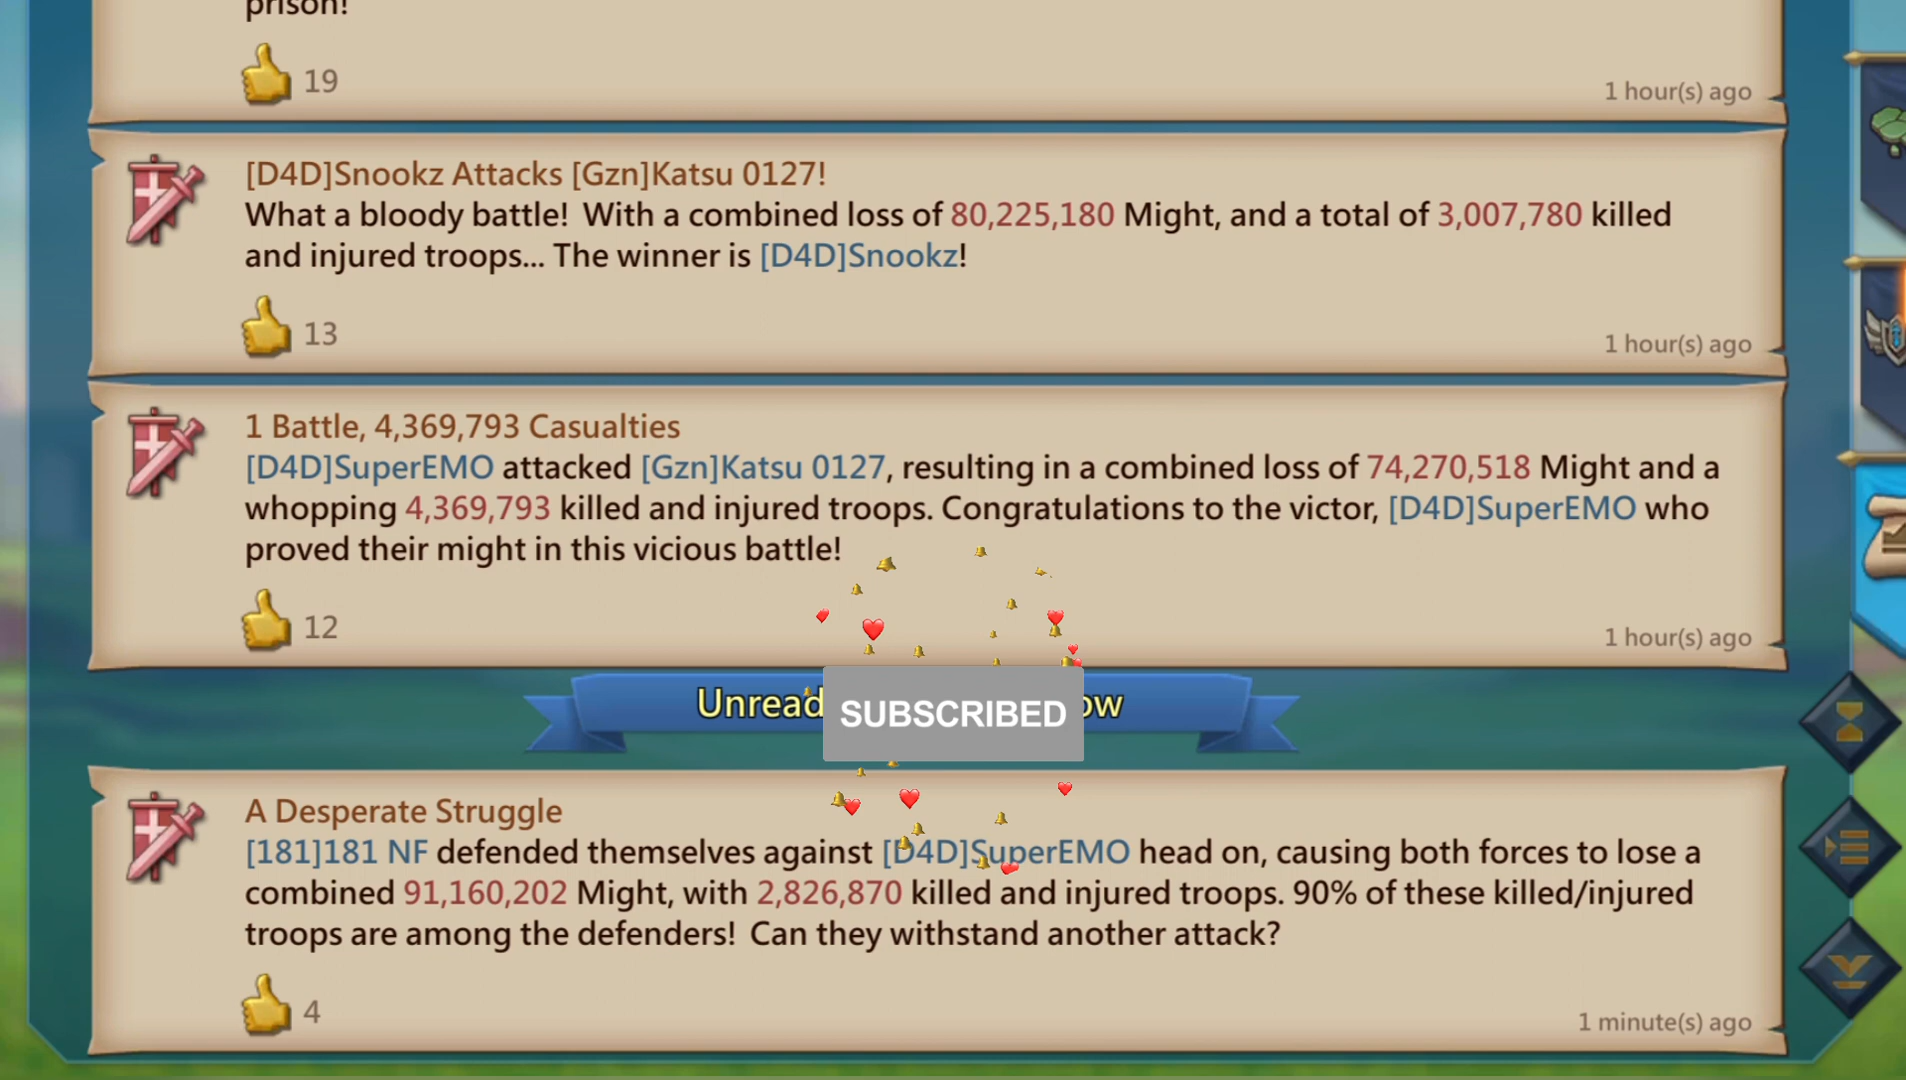 prison!
19
1 hour(s) ago
[D4D]Snookz Attacks [Gzn]Katsu 0127!
What a bloody battle! With a combined loss of 80,225,180 Might, and a total of 3,007,780 killed
and injured troops... The winner is [D4D]Snookz!
13
1 hour(s) ago
1 Battle, 4,369,793 Casualties
[D4D]SuperEMO attacked [Gzn]Katsu 0127, resulting in a combined loss of 74,270,518 Might and a
whopping 4,369,793 killed and injured troops. Congratulations to the victor, [D4D]SuperEMO who
proved their might in this vicious battle!
12
1 hour(s) ago
Unread
SUBSCRIBED
A Desperate Struggle
[181]181 NF defended themselves against [D4D]SuperEMO head on, causing both forces to lose a
combined 91,160,202 Might, with 2,826,870 killed and injured troops. 90% of these killed/injured
troops are among the defenders! Can they withstand another attack?
4
1 minute(s) ago